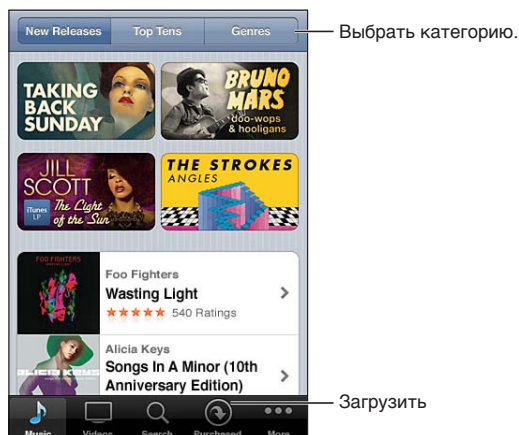 New Releases
Top Tens
Genres
Выбрать категорию.
TAKING
BACK
SUNDAY
BRUNO
MARS
doo-wops
& hooligans
JILL
SCOTT
iTunes
LP
The Light
of the Sun
THE STROKES
ANGLES
FOO FIGHTERS
Foo Fighters
Wasting Light
540 Ratings
ALICIA KEYS
Alicia Keys
Songs In A Minor (10th
Anniversary Edition)
Загрузить
Music
Videos
Search
Purchased
More